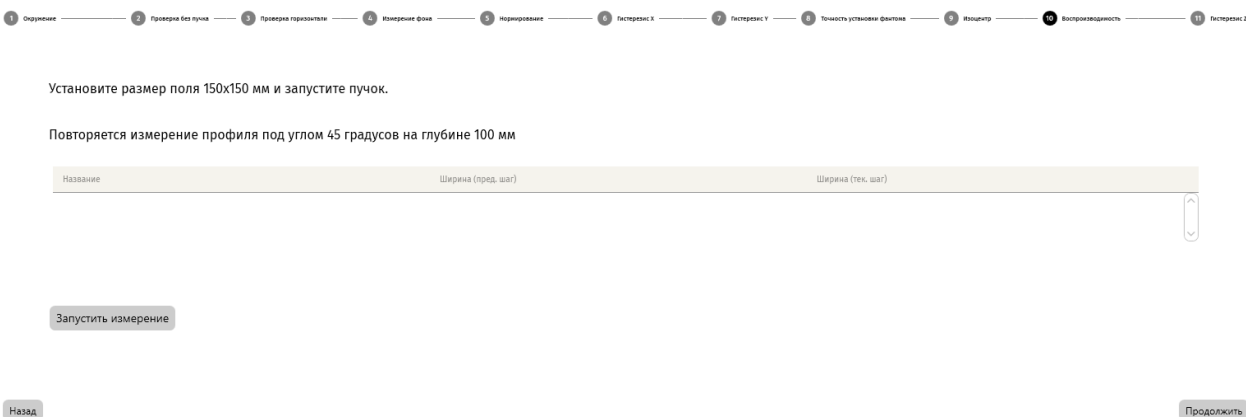 1 Окружение 2 Проверка без пучка 3 Проверка горизонтали 4 Измерение фона 5 Нормирование 6 Гистерезис X 7 Гистерезис Y 8 Точность установки фантома 9 Изоцентр 10 Воспроизводимость 11 Гистерезис Z
Установите размер поля 150x150 мм и запустите пучок.
Повторяется измерение профиля под углом 45 градусов на глубине 100 мм
Название Ширина (пред. шаг) Ширина (тек. шаг)
Запустить измерение
Назад Продолжить